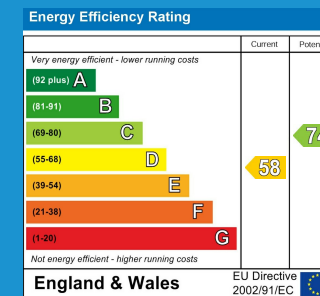 Energy Efficiency Rating
Current
Very energy efficient - lower running costs
(92 plus) A
(81-91) B
(69-80) C
(55-68) D
58
(39-54) E
(21-38) F
(1-20) G
Not energy efficient - higher running costs
England & Wales
EU Directive
2002/91/EC